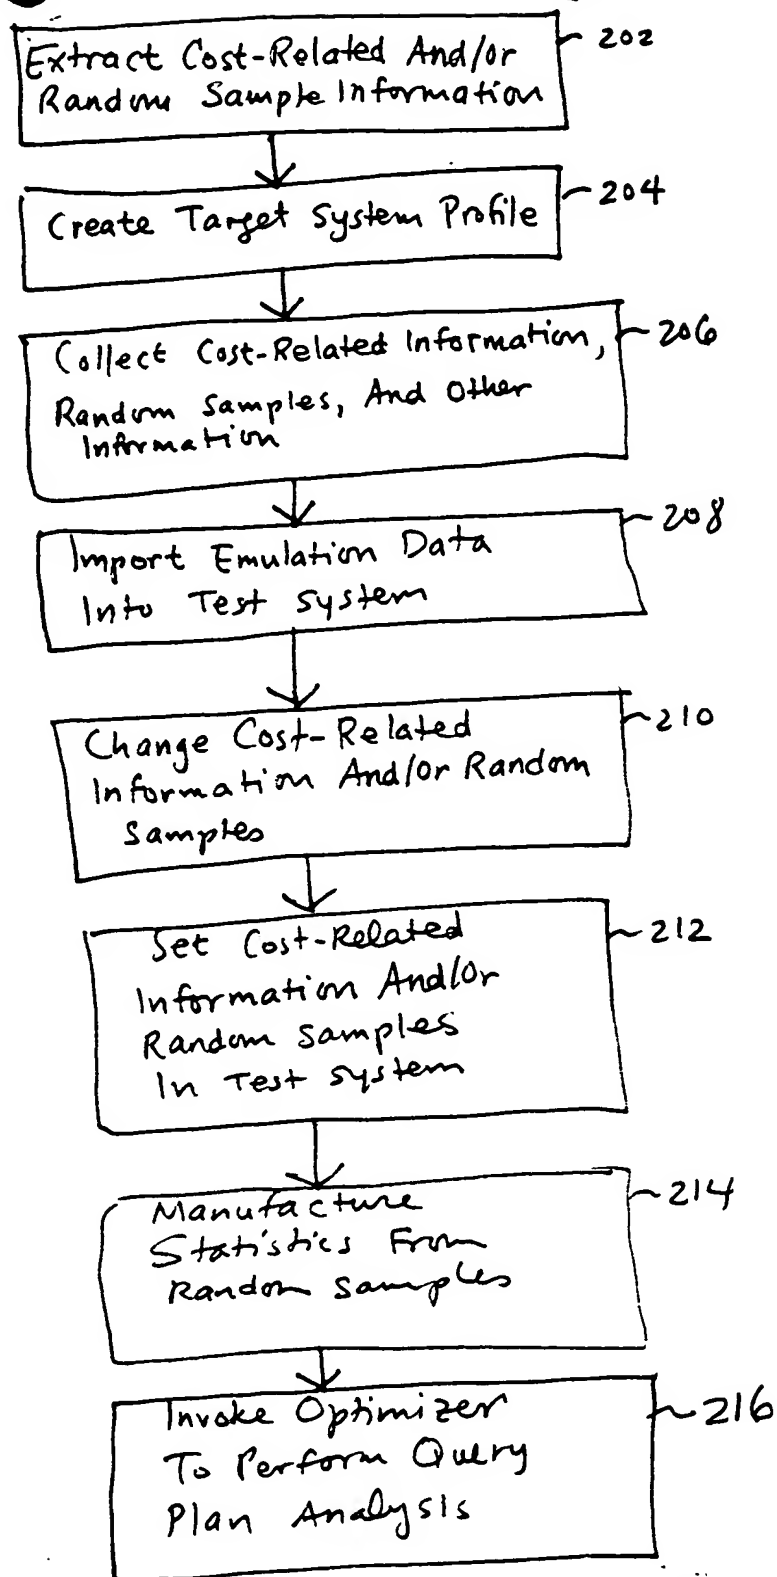 Extract Cost-Related And/or
Random Sample Information
202
Create Target System Profile
204
Collect Cost-Related Information,
Random Samples, And Other
Information
206
Import Emulation Data
Into Test System
208
Change Cost-Related
Information And/or Random
Samples
210
Set Cost-Related
Information And/or
Random Samples
In Test System
212
Manufacture
Statistics From
Random Samples
214
Invoke Optimizer
To Perform Query
Plan Analysis
216